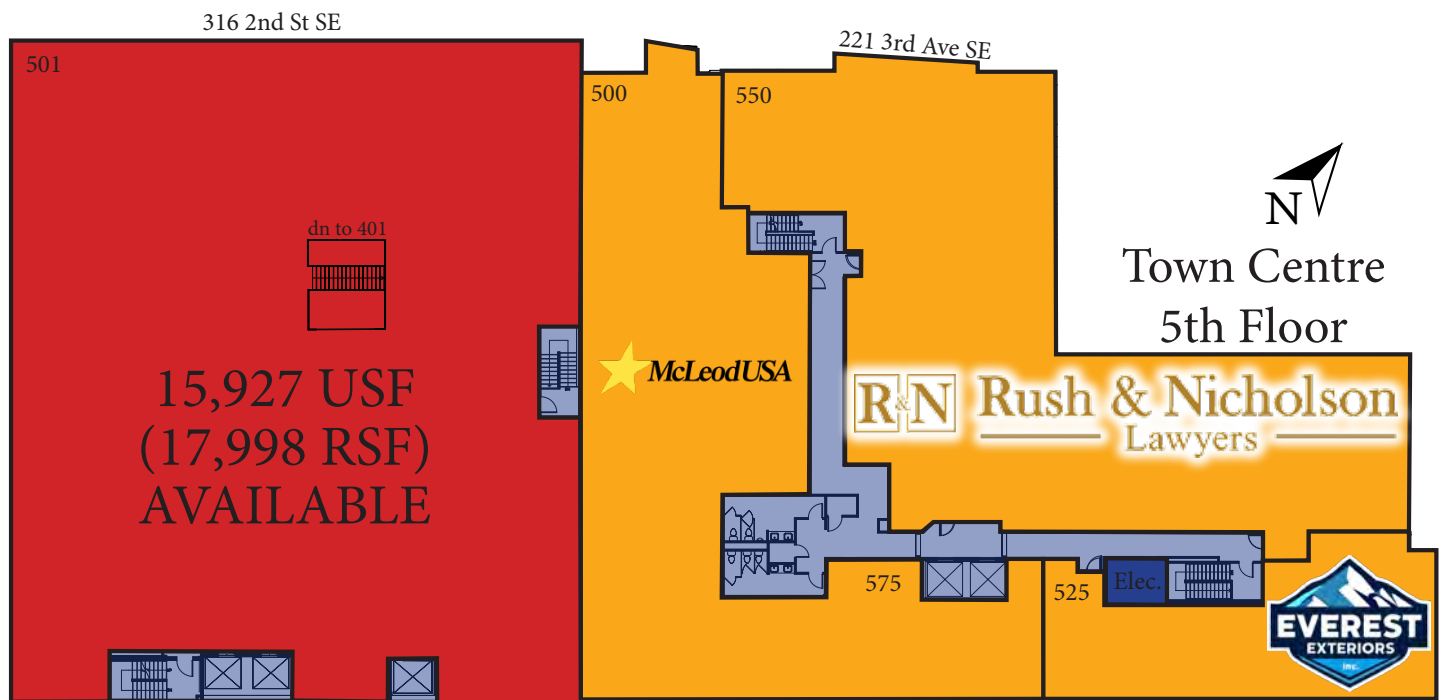 316 2nd St SE
221 3rd Ave SE
501
500
550
dn to 401
N
Town Centre
5th Floor
15,927 USF
(17,998 RSF)
AVAILABLE
McLeodUSA
R&N Rush & Nicholson
Lawyers
575
525
Elec.
EVEREST
EXTERIORS
Inc.